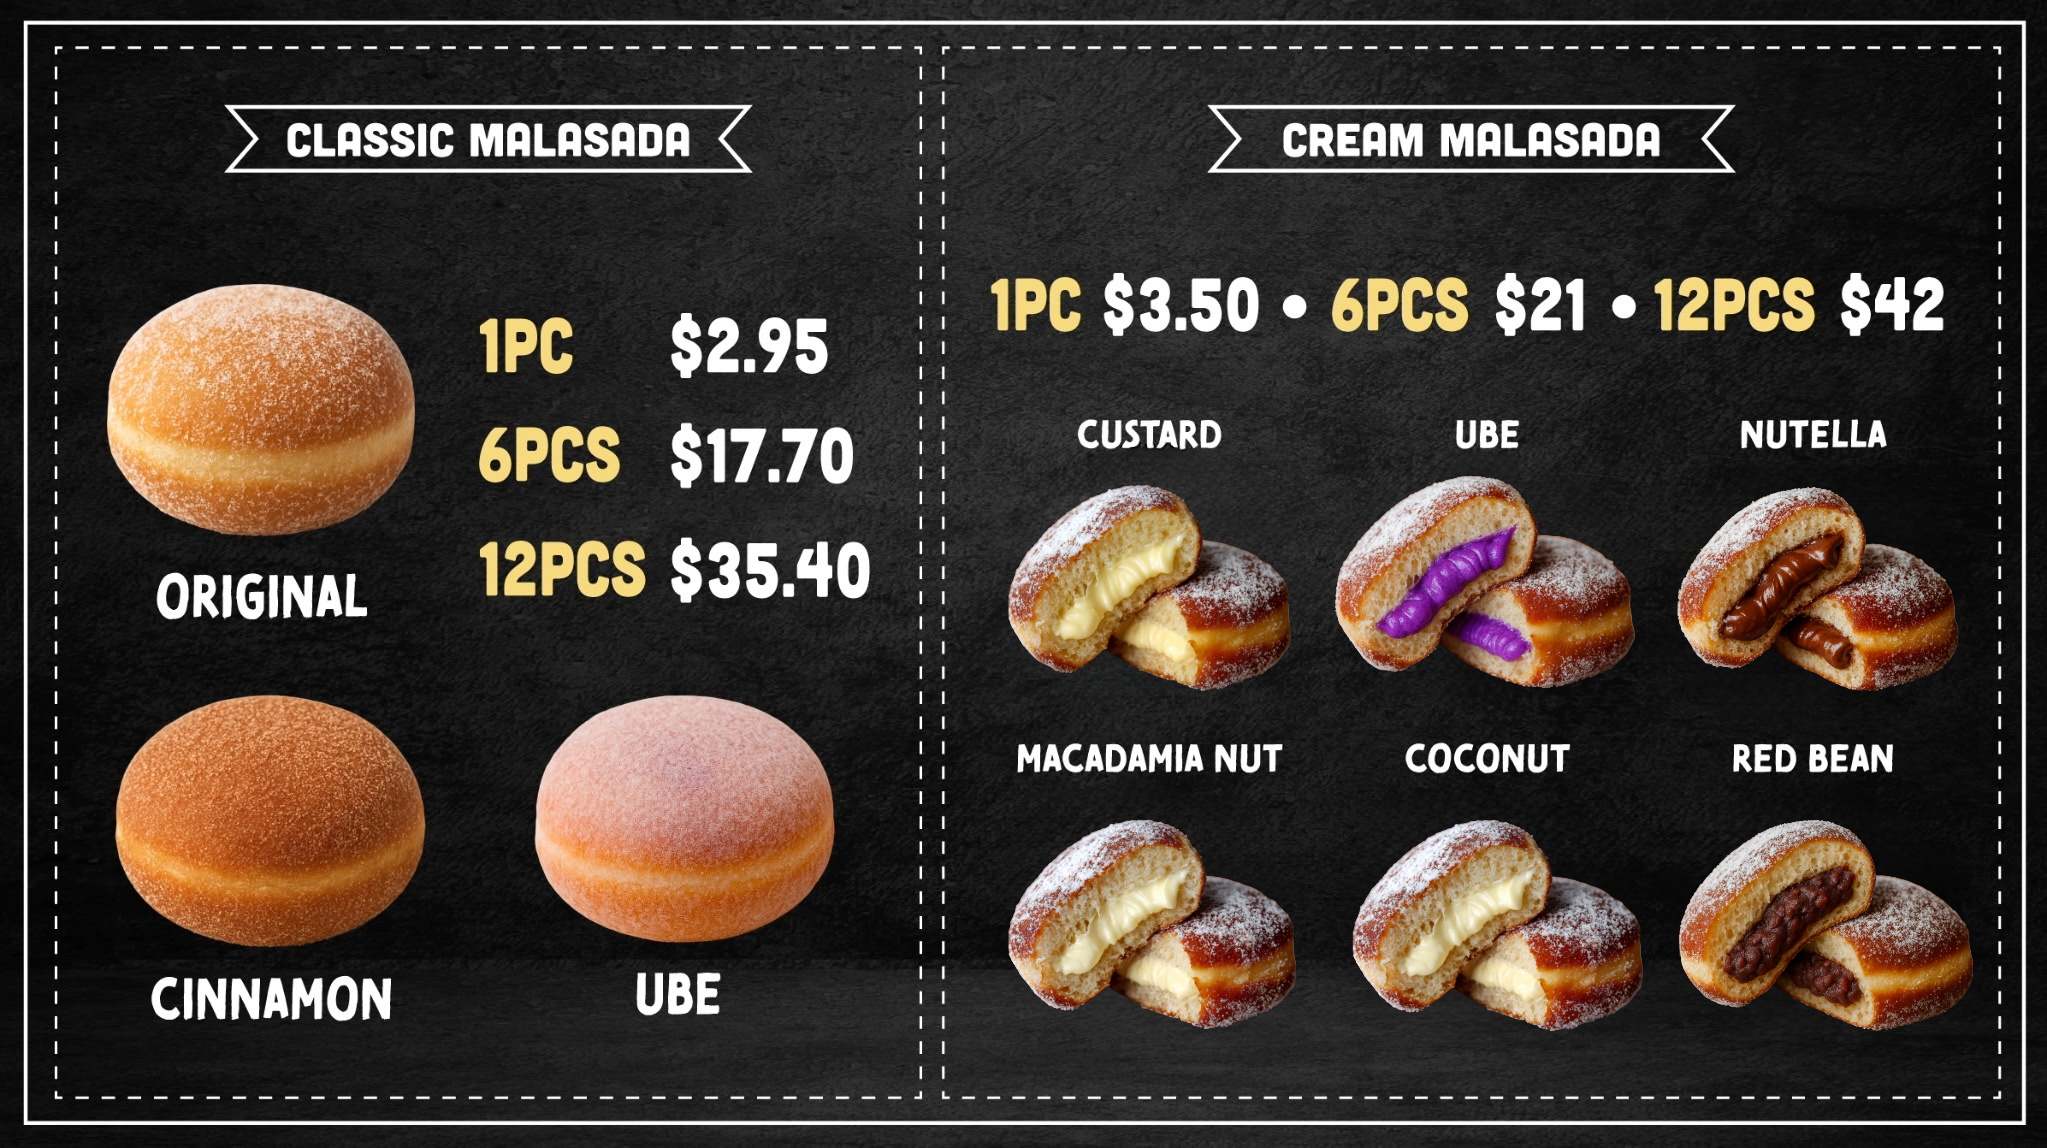 CLASSIC MALASADA
1PC $2.95
6PCS $17.70
12PCS $35.40
ORIGINAL
CINNAMON
UBE
CREAM MALASADA
1PC $3.50 • 6PCS $21 • 12PCS $42
CUSTARD
UBE
NUTELLA
MACADAMIA NUT
COCONUT
RED BEAN